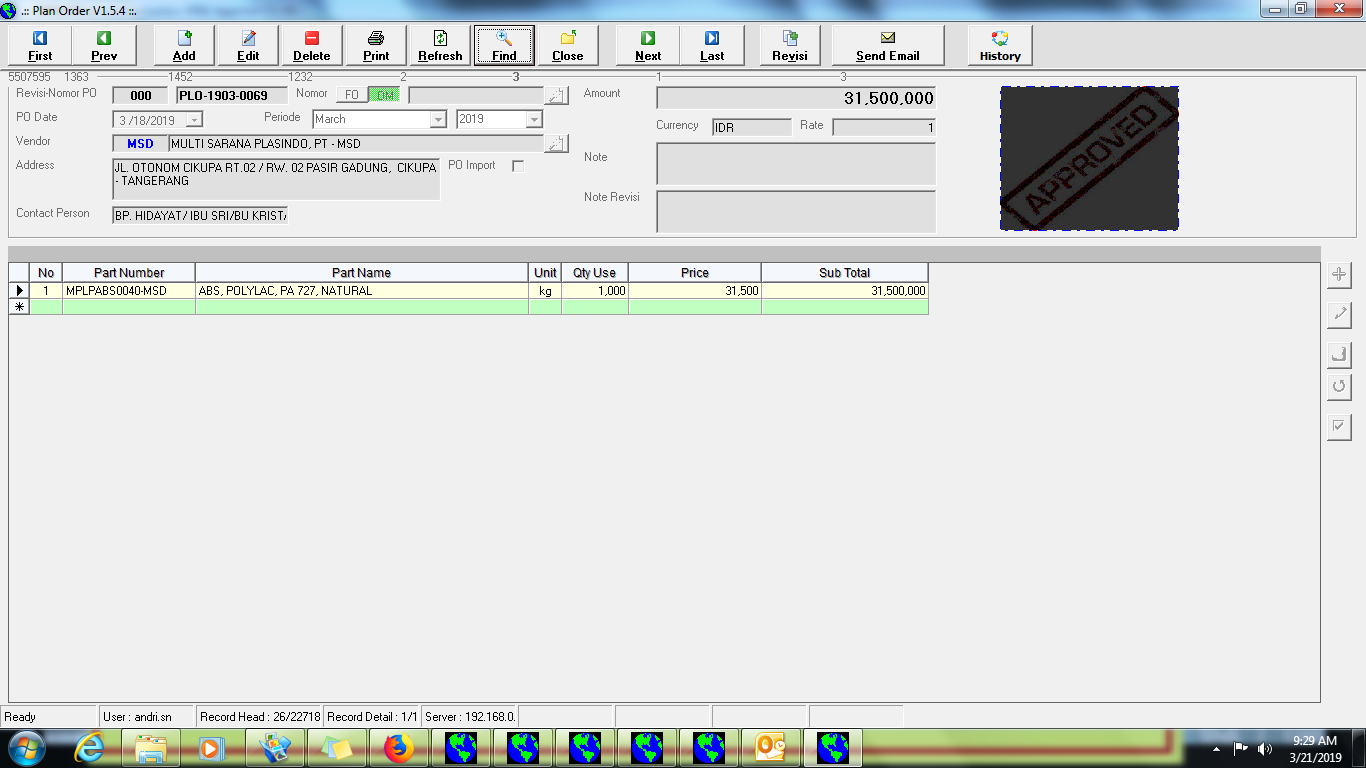 .:: Plan Order V1.5.4 ::.
First Prev Add Edit Delete Print Refresh Find Close Next Last Revisi Send Email History
5507595 1363 1452 1232 2 3 1 3
Revisi-Nomor PO 000 PLO-1903-0069 Nomor FO DM Amount 31,500,000
PO Date 3 /18/2019 Periode March 2019 Currency IDR Rate 1
Vendor MSD MULTI SARANA PLASINDO, PT - MSD
Note
Address JL. OTONOM CIKUPA RT.02 / RW. 02 PASIR GADUNG, CIKUPA PO Import
- TANGERANG
Note Revisi
Contact Person BP. HIDAYAT/ IBU SRI/BU KRIST
APPROVED
No Part Number Part Name Unit Qty Use Price Sub Total
1 MPLPABS0040-MSD ABS, POLYLAC, PA 727, NATURAL kg 1,000 31,500 31,500,000
Ready User : andri.sn Record Head : 26/22718 Record Detail : 1/1 Server : 192.168.0.
9:29 AM
3/21/2019